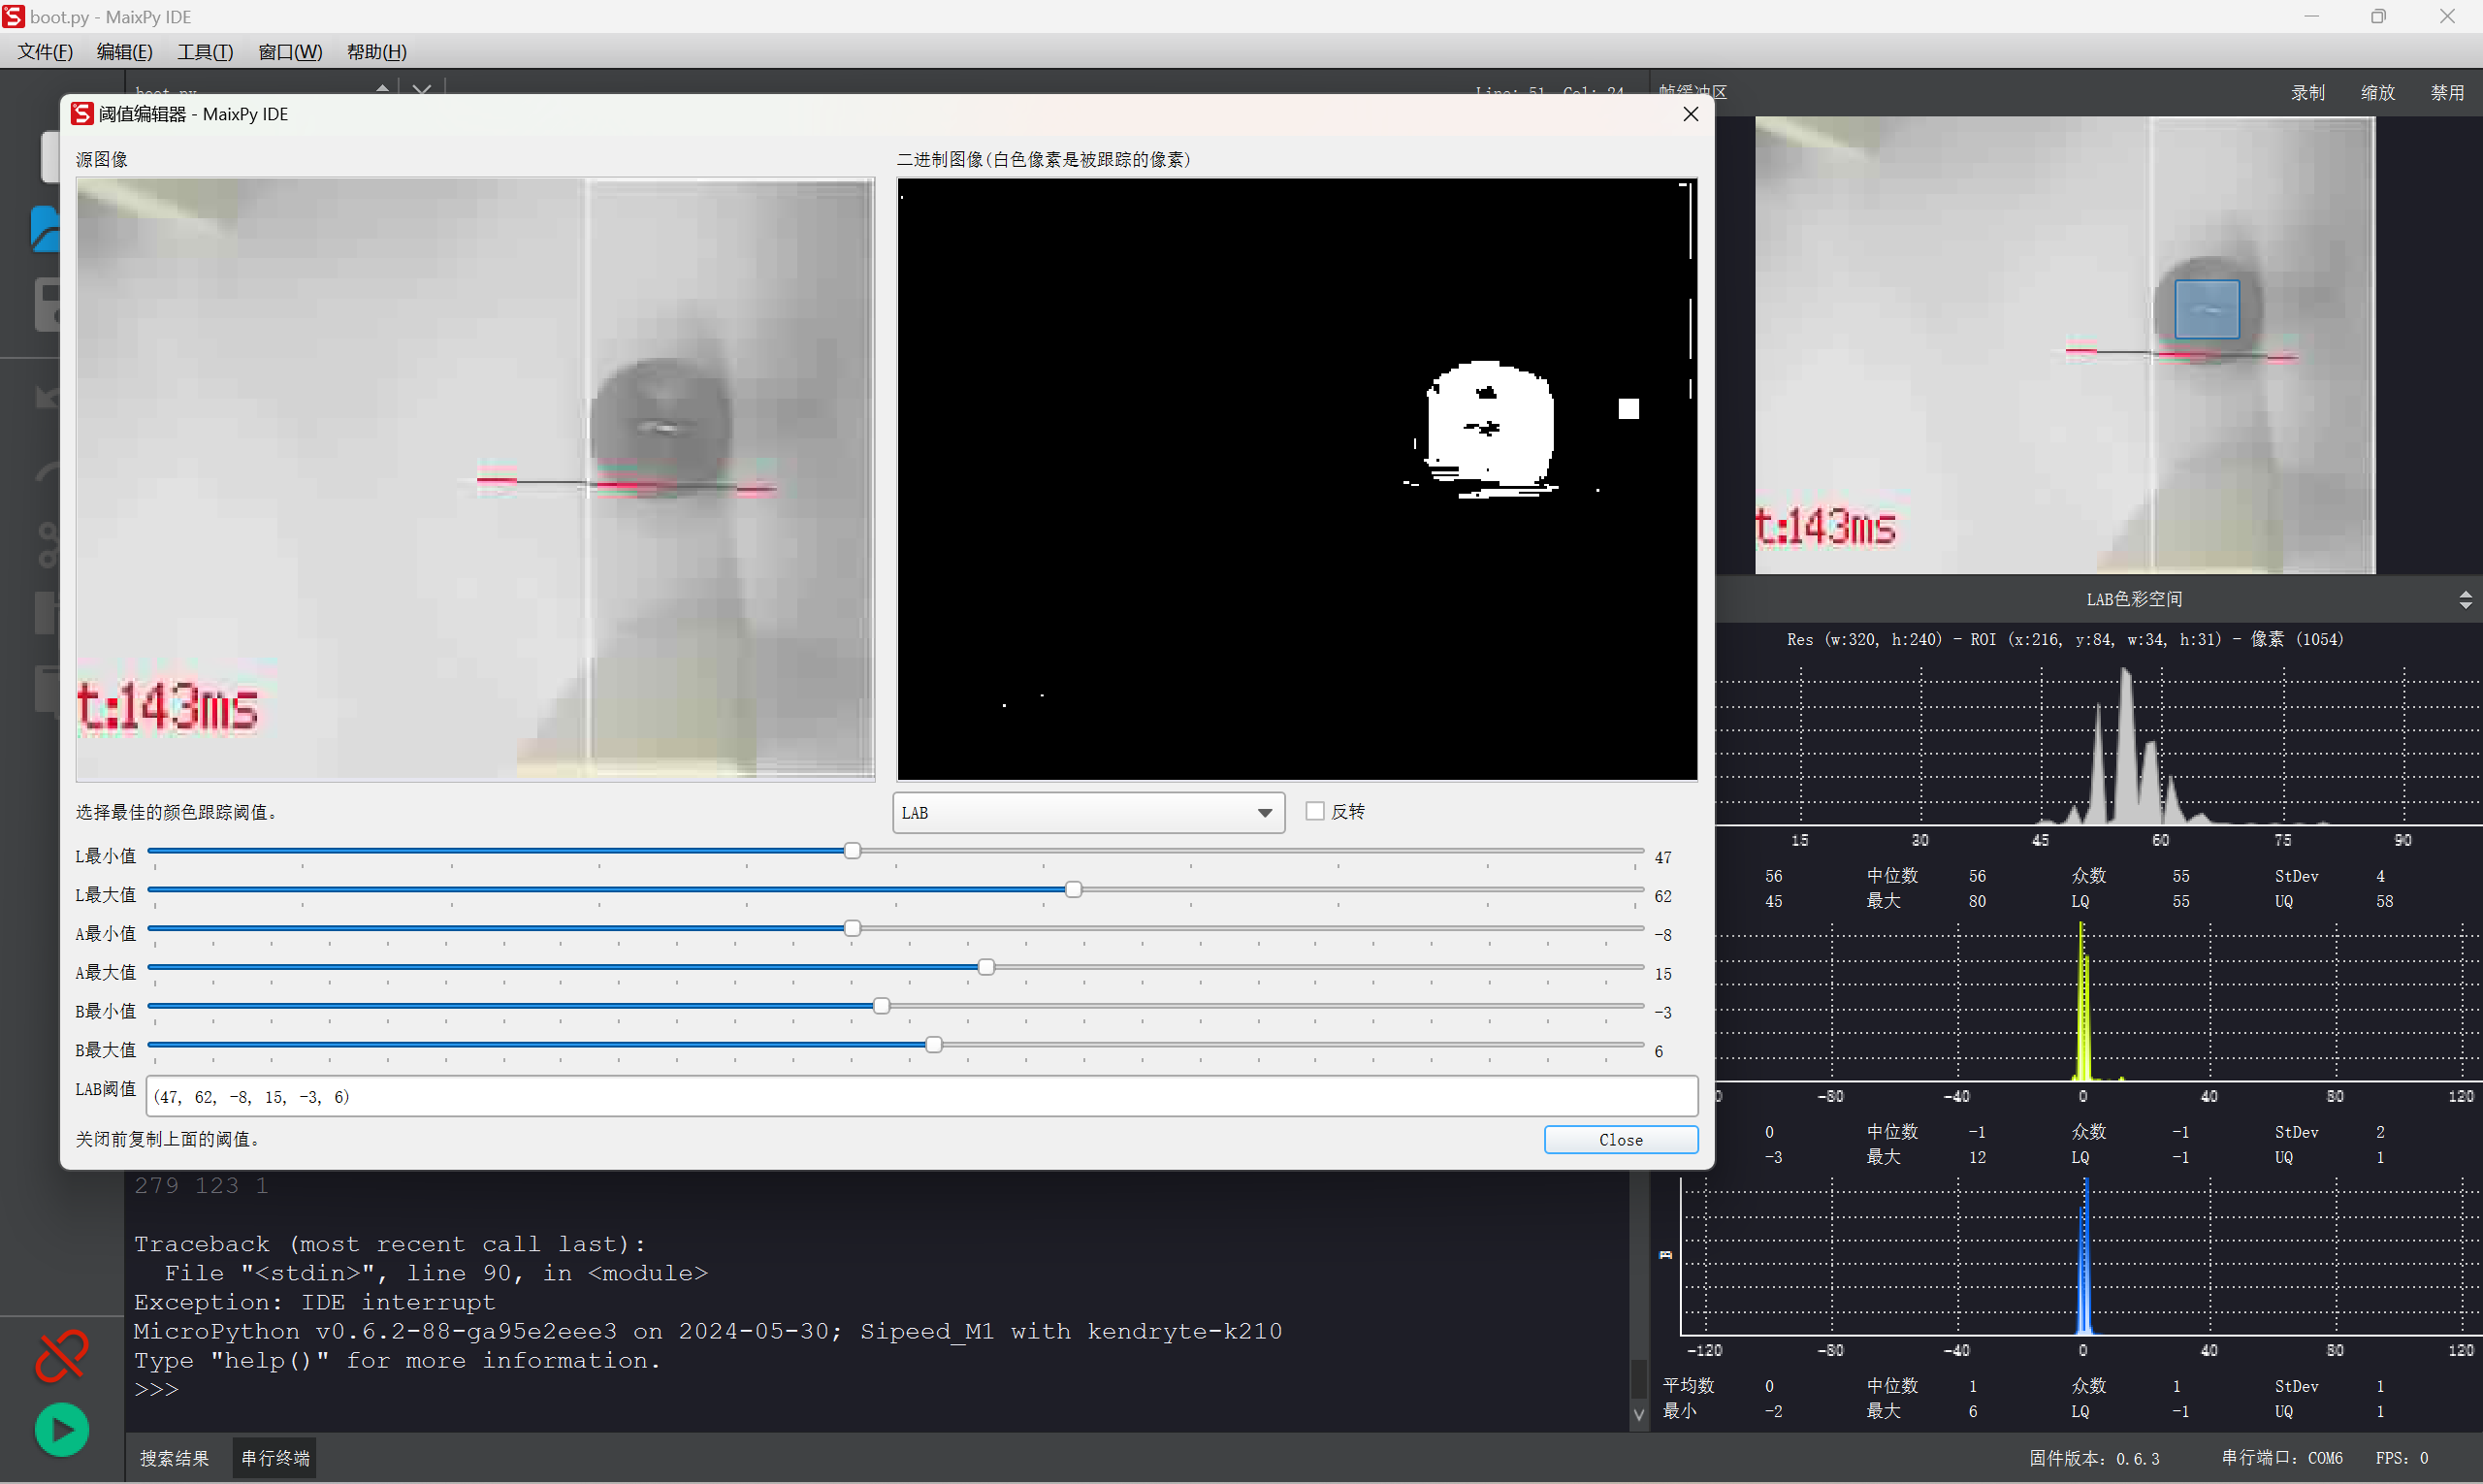 boot.py - MaixPy IDE
文件(F) 编辑(E) 工具(T) 窗口(W) 帮助(H)
boot.py
Line: 51 Col: 24
帧缓冲区 录制 缩放 禁用
阈值编辑器 - MaixPy IDE
源图像
二进制图像(白色像素是被跟踪的像素)
t:143ms
t:143ms
选择最佳的颜色跟踪阈值。
LAB
反转
L最小值 47
L最大值 62
A最小值 -8
A最大值 15
B最小值 -3
B最大值 6
LAB阈值 (47, 62, -8, 15, -3, 6)
关闭前复制上面的阈值。
Close
LAB色彩空间
Res (w:320, h:240) - ROI (x:216, y:84, w:34, h:31) - 像素 (1054)
15 30 45 60 75 90
56 中位数 56 众数 55 StDev 4
45 最大 80 LQ 55 UQ 58
0 -80 -40 0 40 80 120
0 中位数 -1 众数 -1 StDev 2
-3 最大 12 LQ -1 UQ 1
B
-120 -80 -40 0 40 80 120
平均数 0 中位数 1 众数 1 StDev 1
最小 -2 最大 6 LQ -1 UQ 1
279 123 1
Traceback (most recent call last):
File "<stdin>", line 90, in <module>
Exception: IDE interrupt
MicroPython v0.6.2-88-ga95e2eee3 on 2024-05-30; Sipeed_M1 with kendryte-k210
Type "help()" for more information.
>>>
搜索结果 串行终端
固件版本: 0.6.3 串行端口: COM6 FPS: 0